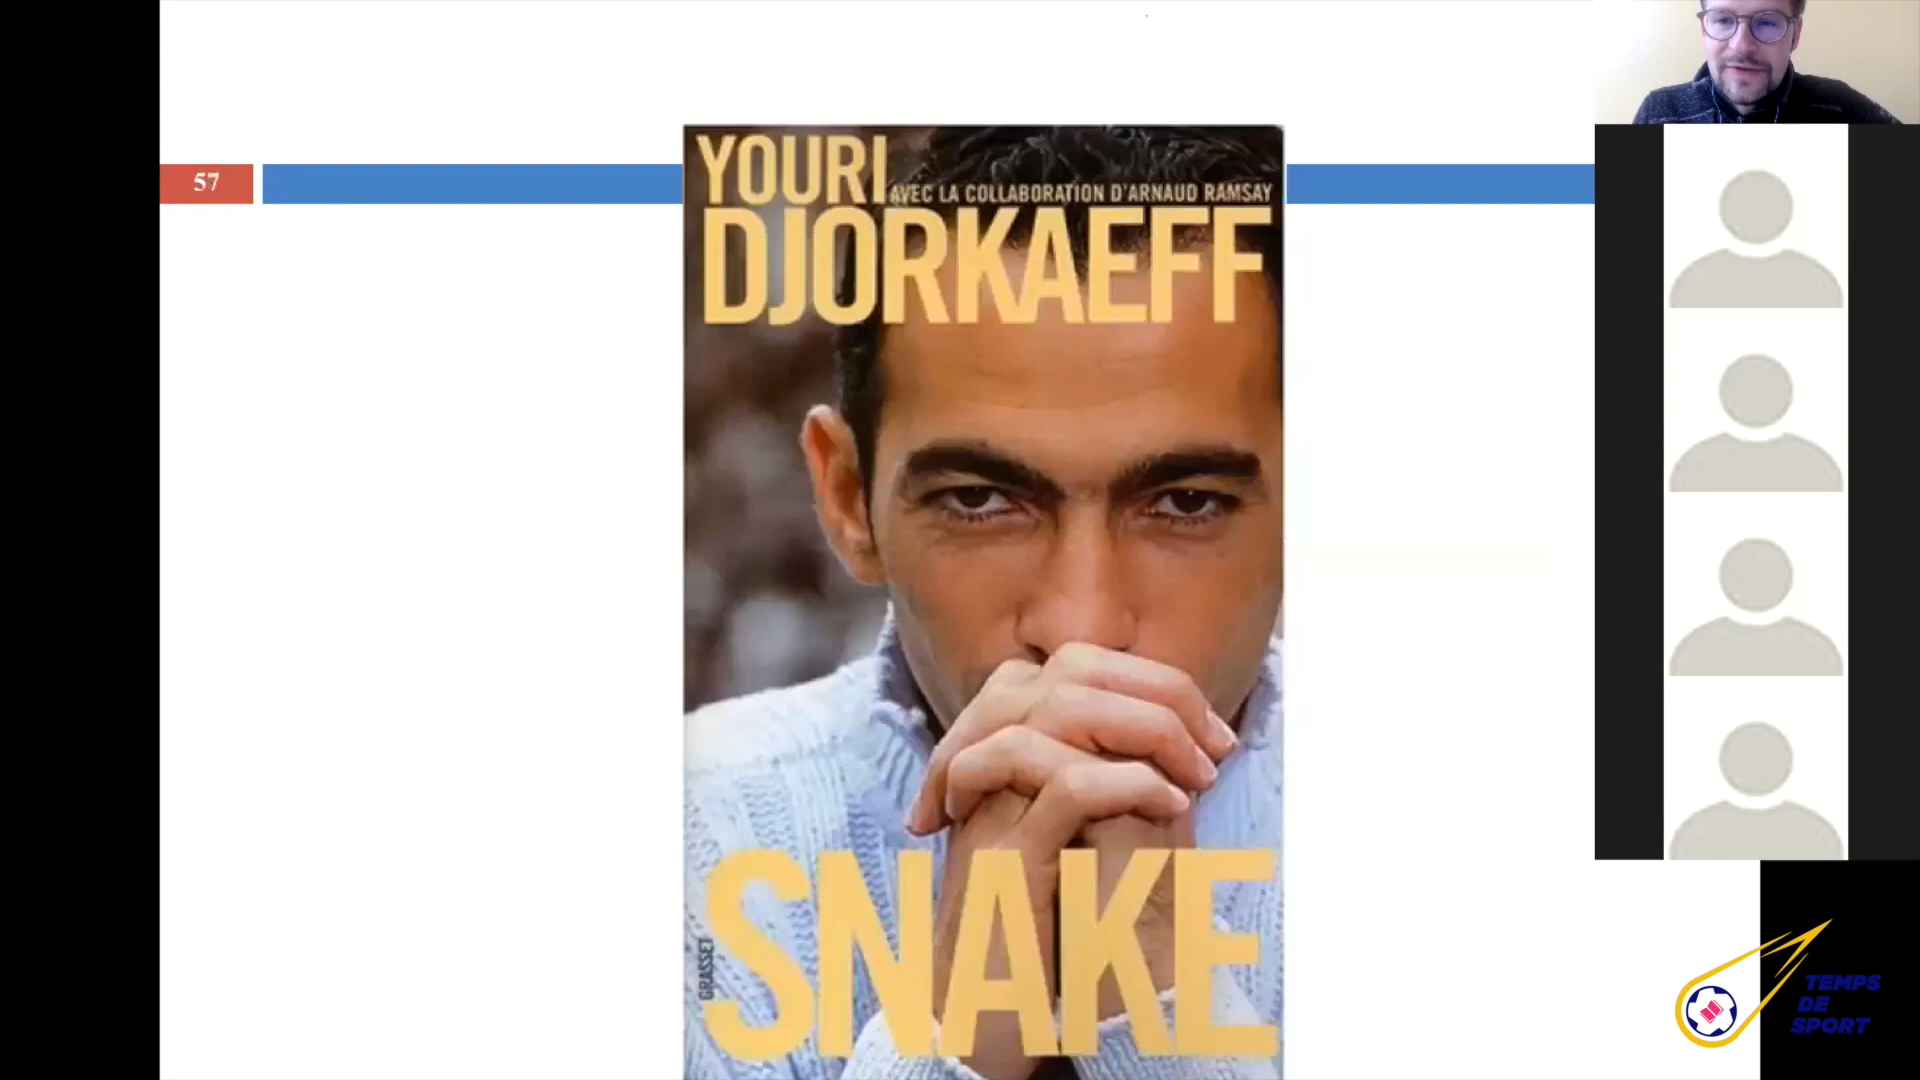 57
YOURI
AVEC LA COLLABORATION D'ARNAUD RAMSAY
DJORKAEFF
SNAKE
GRASSET
TEMPS
DE
SPORT